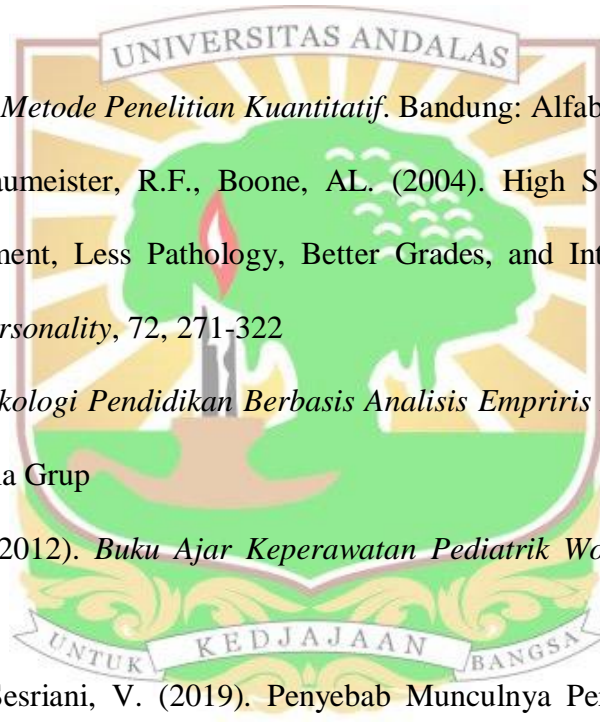 UNIVERSITAS ANDALAS
Metode Penelitian Kuantitatif. Bandung: Alfab
aumeister, R.F., Boone, AL. (2004). High S
ment, Less Pathology, Better Grades, and Int
rsonality, 72, 271-322
kologi Pendidikan Berbasis Analisis Empriris
a Grup
2012). Buku Ajar Keperawatan Pediatrik Wo
UNTUK KEDJAJAAN BANGSA
Sesriani, V. (2019). Penyebab Munculnya Pe